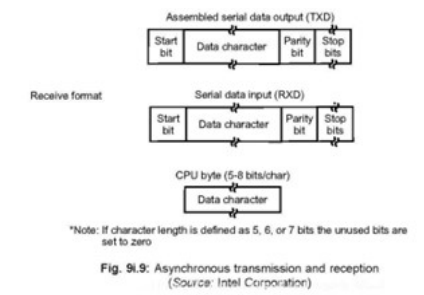 Assembled serial data output (TXD)
Start bit Data character Parity bit Stop bits
Receive format Serial data input (RXD)
Start bit Data character Parity bit Stop bits
CPU byte (5-8 bits/char)
Data character
*Note: If character length is defined as 5, 6, or 7 bits the unused bits are
set to zero
Fig. 9i.9: Asynchronous transmission and reception
(Source: Intel Corporation)